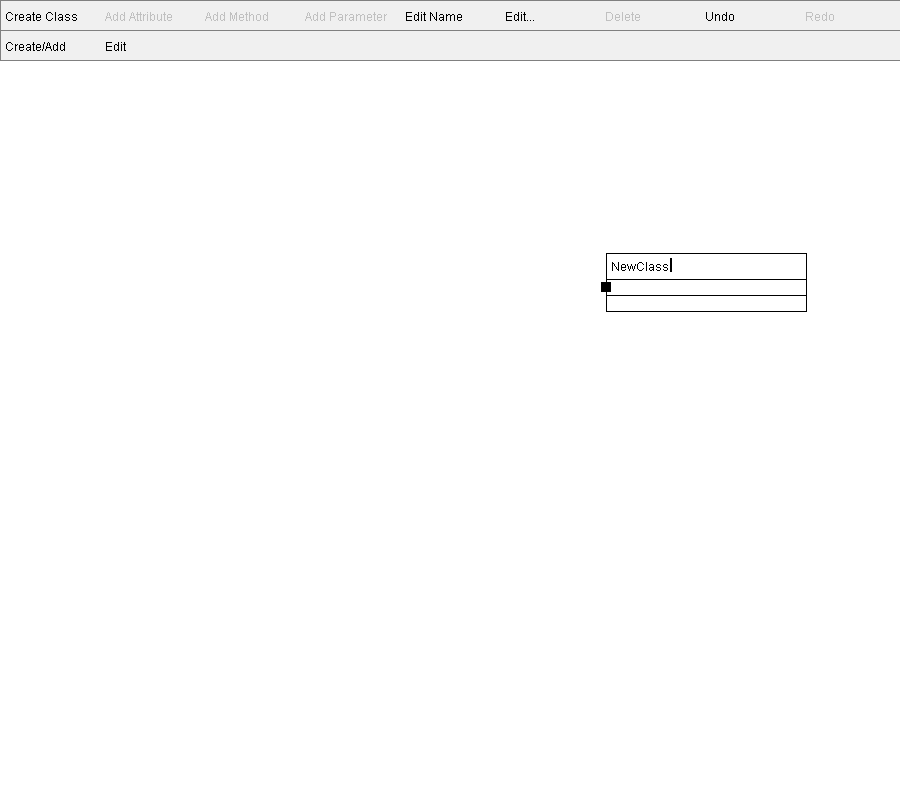 Create Class Add Attribute Add Method Add Parameter Edit Name Edit... Delete Undo Redo
Create/Add Edit
NewClass